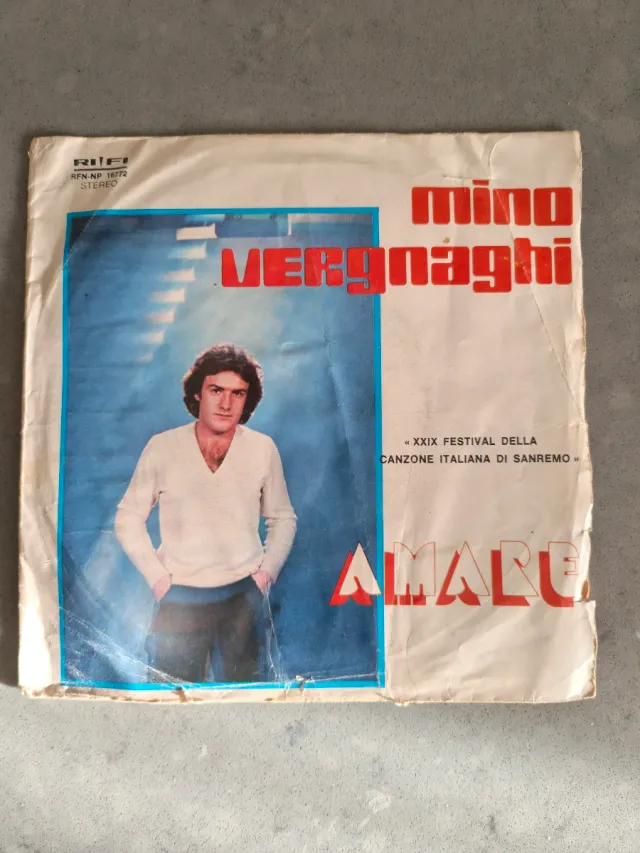 RI-FI
RFN-NP 16772
STEREO
mino
VERgnaghi
« XXIX FESTIVAL DELLA
CANZONE ITALIANA DI SANREMO »
AMARE